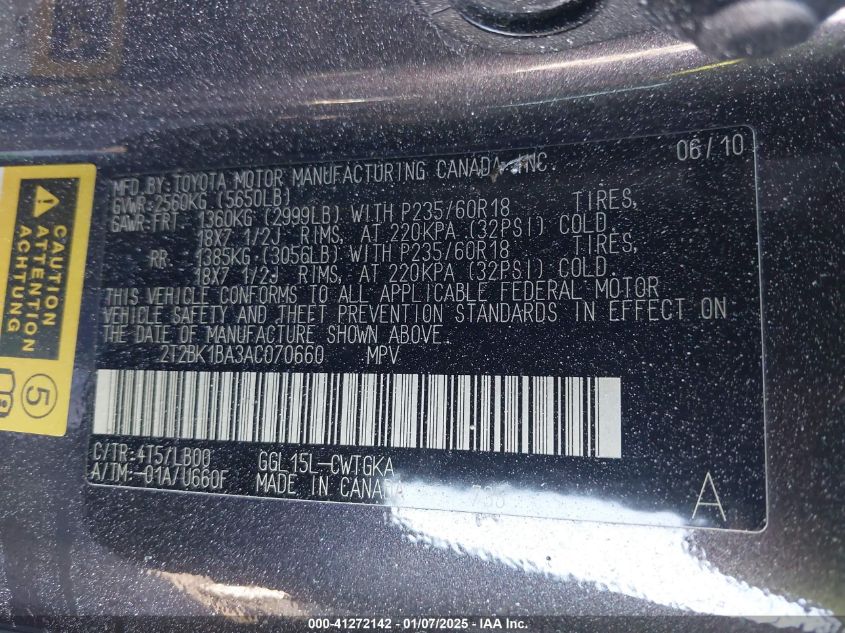 06/10
MFD BY: TOYOTA MOTOR MANUFACTURING CANADA INC.
GVWR:2560KG (5650LB)
GAWR:FRT 1360KG (2999LB) WITH P235/60R18 TIRES,
18X7 1/2J RIMS, AT 220KPA (32PSI) COLD.
RR 1385KG (3056LB) WITH P235/60R18 TIRES,
18X7 1/2J RIMS, AT 220KPA (32PSI) COLD.
THIS VEHICLE CONFORMS TO ALL APPLICABLE FEDERAL MOTOR
VEHICLE SAFETY AND THEFT PREVENTION STANDARDS IN EFFECT ON
THE DATE OF MANUFACTURE SHOWN ABOVE.
2T2BK1BA3AC070660 MPV
C/TR:4T5/LB00 GGL15L-CWTGKA
A/TM:-01A/U660F MADE IN CANADA
A
CAUTION
ATTENTION
ACHTUNG
5
000-41272142 - 01/07/2025 - IAA Inc.